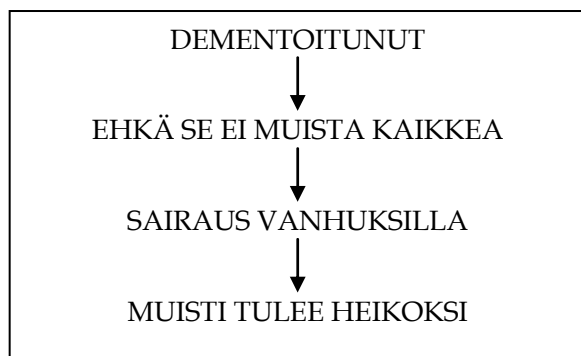 DEMENTOITUNUT
EHKÄ SE EI MUISTA KAIKKEA
SAIRAUS VANHUKSILLA
MUISTI TULEE HEIKOKSI